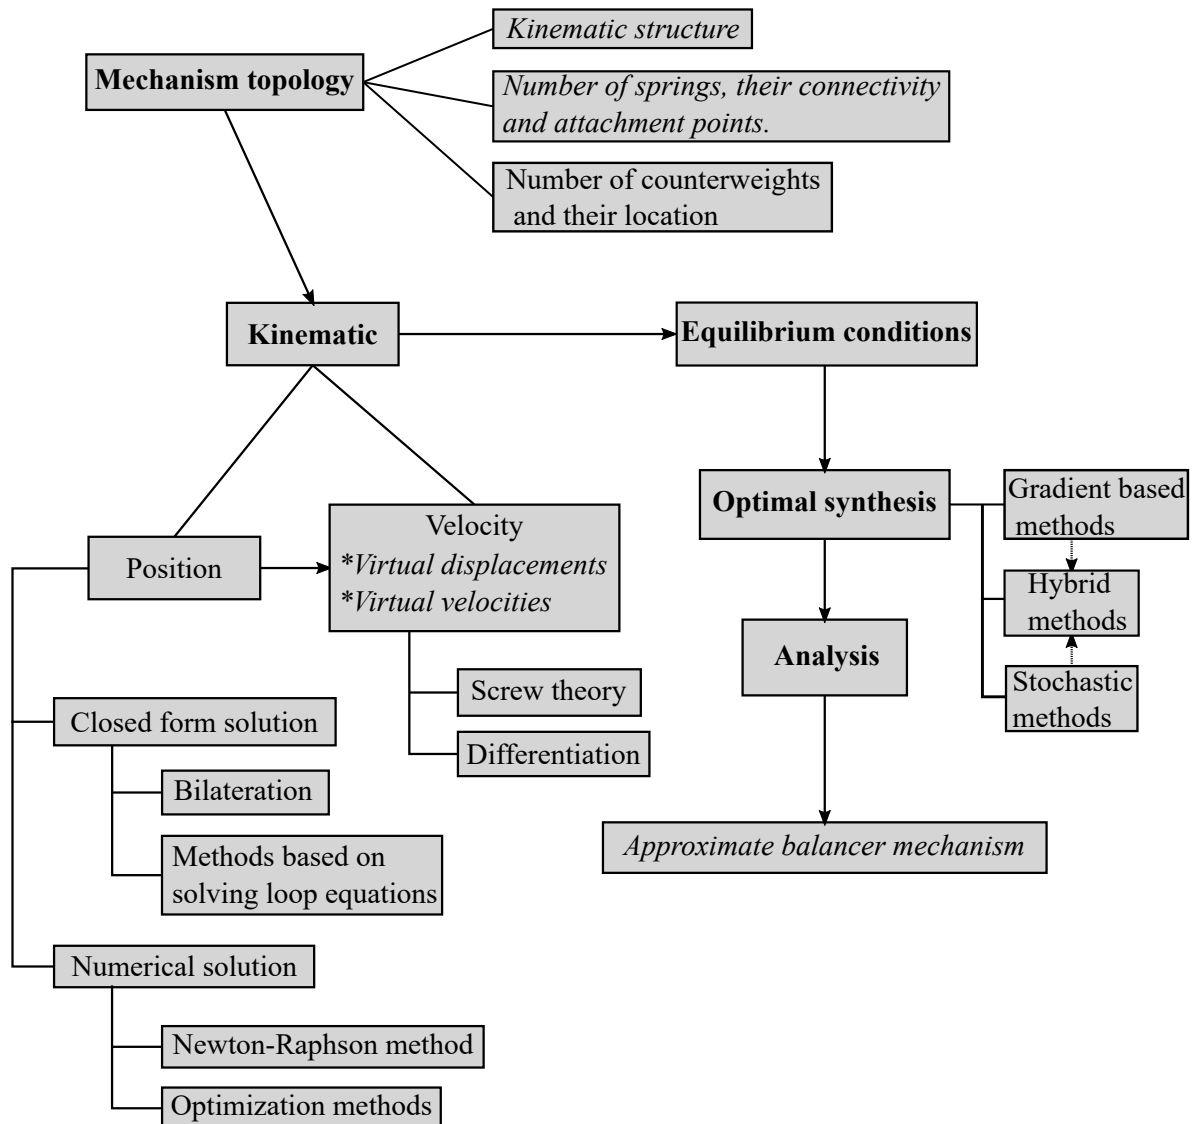 Kinematic structure
Mechanism topology
Number of springs, their connectivity
and attachment points.
Number of counterweights
and their location
Kinematic
Equilibrium conditions
Optimal synthesis
Gradient based
methods
Hybrid
methods
Stochastic
methods
Position
Velocity
*Virtual displacements
*Virtual velocities
Screw theory
Differentiation
Analysis
Closed form solution
Bilateration
Methods based on
solving loop equations
Approximate balancer mechanism
Numerical solution
Newton-Raphson method
Optimization methods